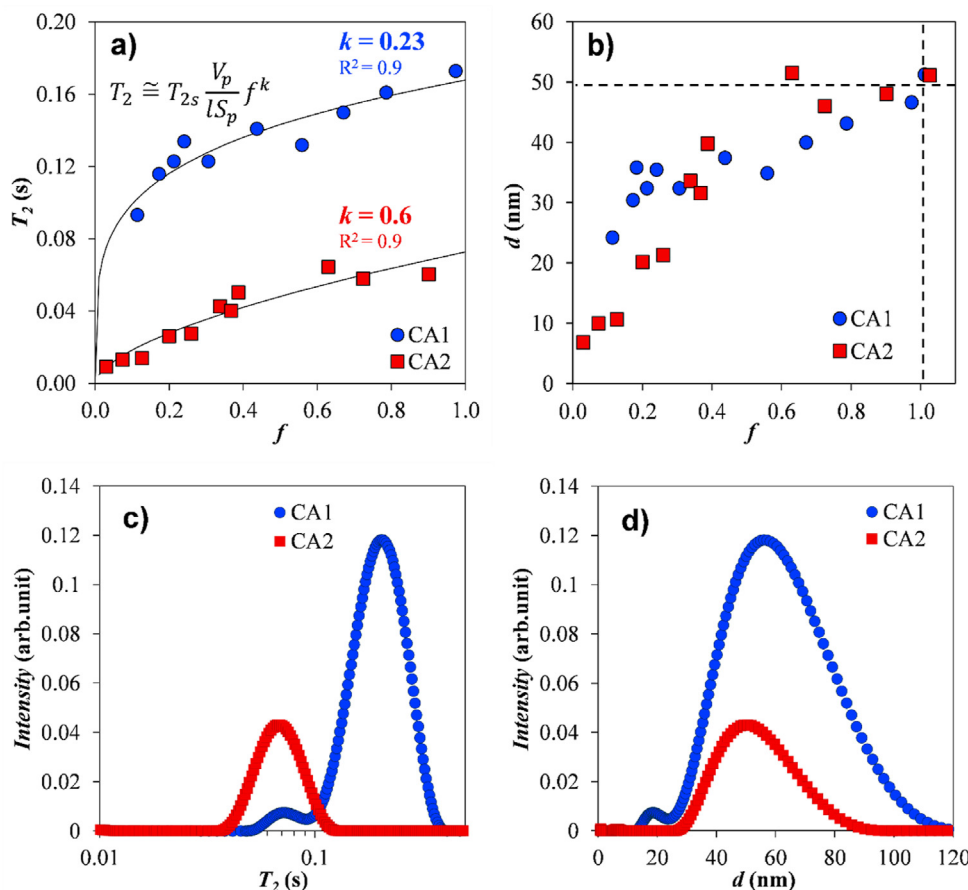 a)
k = 0.23
R² = 0.9
T₂ ≅ T₂ₛ Vₚ/lSₚ fᵏ
k = 0.6
R² = 0.9
CA1
CA2
0.20
0.16
0.12
0.08
0.04
0.00
T₂ (s)
0.0 0.2 0.4 0.6 0.8 1.0
f
b)
60
50
40
30
20
10
0
d (nm)
CA1
CA2
0.0 0.2 0.4 0.6 0.8 1.0
f
c)
CA1
CA2
0.14
0.12
0.1
0.08
0.06
0.04
0.02
0
Intensity (arb.unit)
0.01 0.1
T₂ (s)
d)
CA1
CA2
0.14
0.12
0.1
0.08
0.06
0.04
0.02
0
Intensity (arb.unit)
0 20 40 60 80 100 120
d (nm)